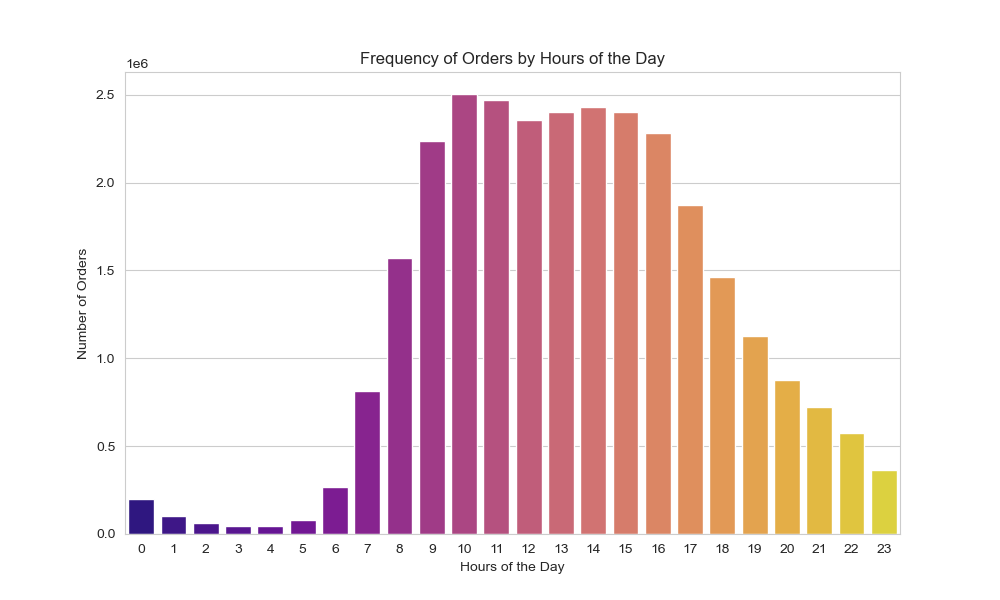 Frequency of Orders by Hours of the Day
1e6
2.5
2.0
1.5
1.0
0.5
0.0
Number of Orders
0 1 2 3 4 5 6 7 8 9 10 11 12 13 14 15 16 17 18 19 20 21 22 23
Hours of the Day